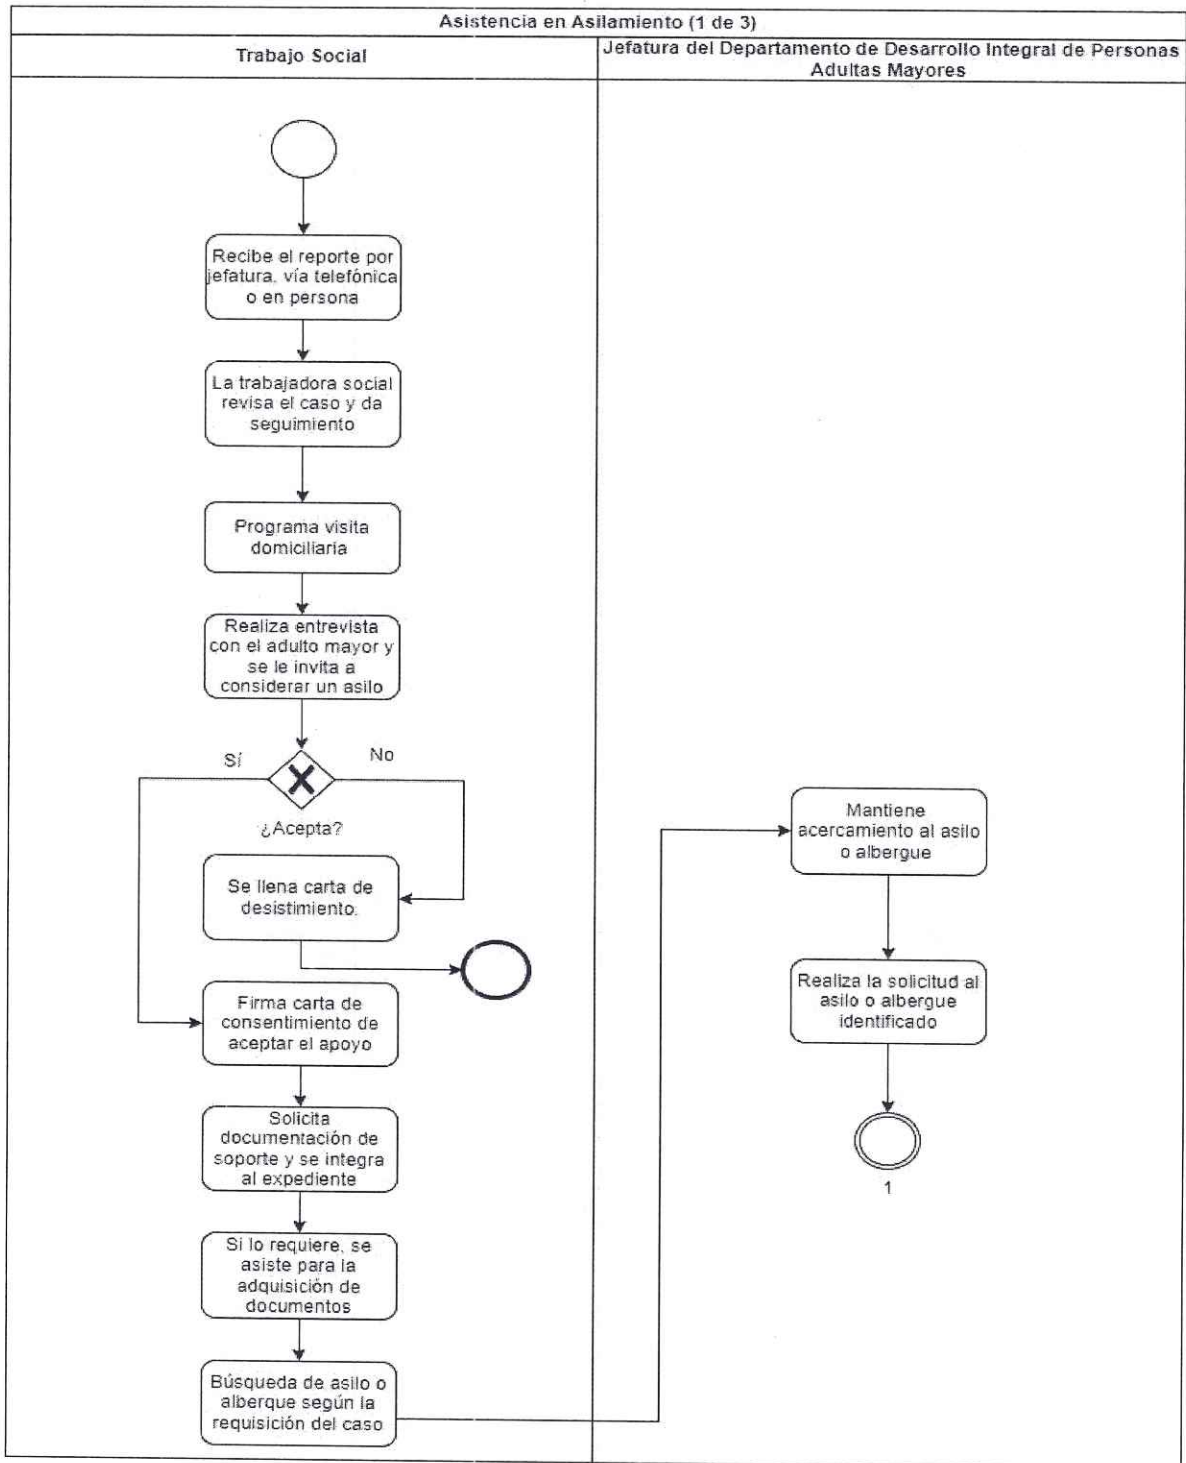 Asistencia en Asilamiento (1 de 3)
Trabajo Social
Jefatura del Departamento de Desarrollo Integral de Personas
Adultas Mayores
Recibe el reporte por
jefatura, vía telefónica
o en persona
La trabajadora social
revisa el caso y da
seguimiento
Programa visita
domiciliaria
Realiza entrevista
con el adulto mayor y
se le invita a
considerar un asilo
Sí
No
¿Acepta?
Se llena carta de
desistimiento.
Firma carta de
consentimiento de
aceptar el apoyo
Solicita
documentación de
soporte y se integra
al expediente
Si lo requiere, se
asiste para la
adquisición de
documentos
Búsqueda de asilo o
alberque según la
requisición del caso
Mantiene
acercamiento al asilo
o albergue
Realiza la solicitud al
asilo o albergue
identificado
1